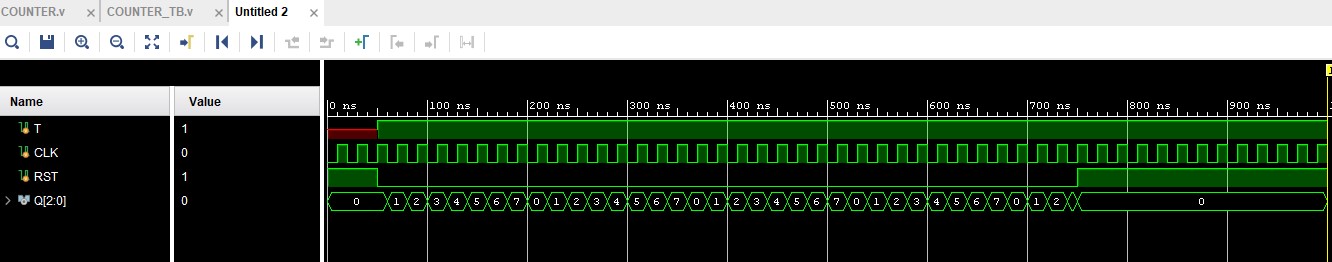 COUNTER.v × COUNTER_TB.v × Untitled 2 ×
Name Value 0 ns 100 ns 200 ns 300 ns 400 ns 500 ns 600 ns 700 ns 800 ns 900 ns
T 1
CLK 0
RST 1
Q[2:0] 0 0 1 2 3 4 5 6 7 0 1 2 3 4 5 6 7 0 1 2 3 4 5 6 7 0 1 2 3 4 5 6 7 0 1 2 0